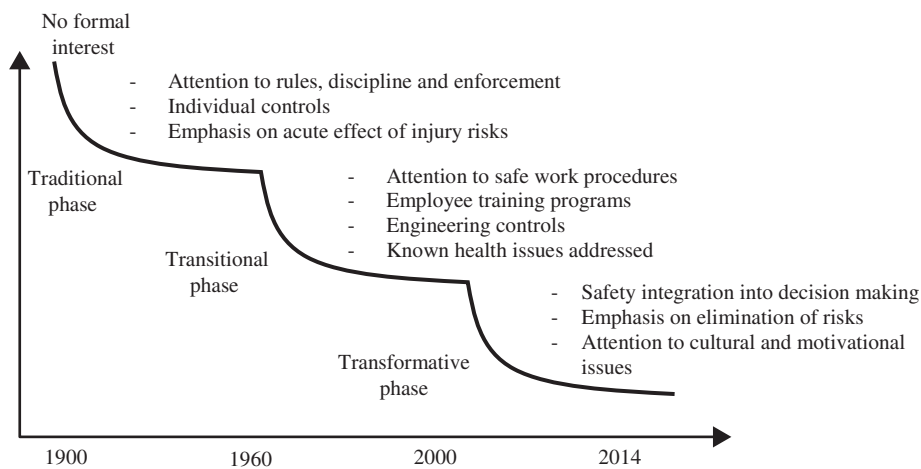 No formal
interest
- Attention to rules, discipline and enforcement
- Individual controls
- Emphasis on acute effect of injury risks
Traditional
phase
- Attention to safe work procedures
- Employee training programs
- Engineering controls
- Known health issues addressed
Transitional
phase
- Safety integration into decision making
- Emphasis on elimination of risks
- Attention to cultural and motivational
issues
Transformative
phase
1900 1960 2000 2014